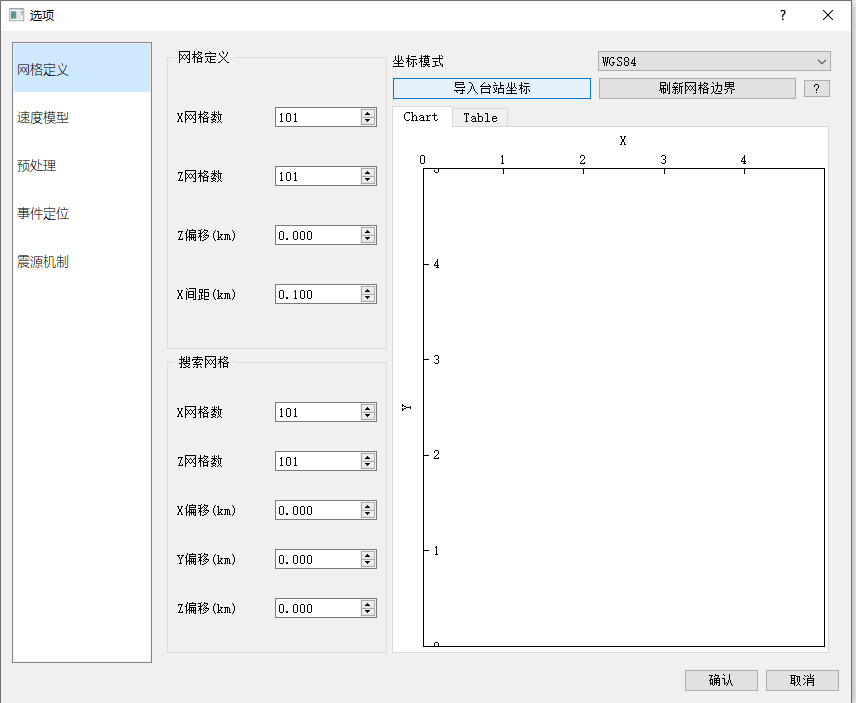 选项
?
网格定义
速度模型
预处理
事件定位
震源机制
网格定义
X网格数 101
Z网格数 101
Z偏移(km) 0.000
X间距(km) 0.100
搜索网格
X网格数 101
Z网格数 101
X偏移(km) 0.000
Y偏移(km) 0.000
Z偏移(km) 0.000
坐标模式 WGS84
导入台站坐标 刷新网格边界 ?
Chart Table
X
0 1 2 3 4
5
4
3
Y
2
1
0
确认 取消